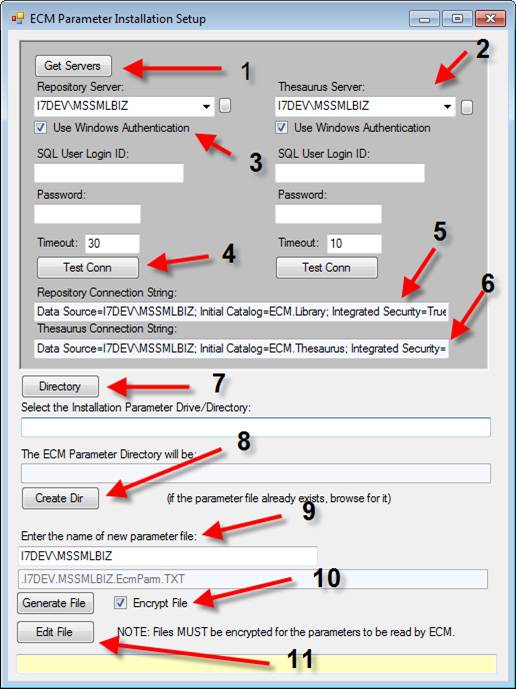 ECM Parameter Installation Setup
Get Servers
1
2
Repository Server:
Thesaurus Server:
I7DEV\MSSMLBIZ
I7DEV\MSSMLBIZ
Use Windows Authentication
Use Windows Authentication
3
SQL User Login ID:
SQL User Login ID:
Password:
Password:
Timeout: 30
Timeout: 10
4
5
Test Conn
Test Conn
6
Repository Connection String:
Data Source=I7DEV\MSSMLBIZ; Initial Catalog=ECM.Library; Integrated Security=True
Thesaurus Connection String:
Data Source=I7DEV\MSSMLBIZ; Initial Catalog=ECM.Thesaurus; Integrated Security=
Directory
7
Select the Installation Parameter Drive/Directory:
8
The ECM Parameter Directory will be:
Create Dir
(if the parameter file already exists, browse for it)
9
Enter the name of new parameter file:
I7DEV\MSSMLBIZ
.I7DEV.MSSMLBIZ.EcmParm.TXT
10
Generate File
Encrypt File
Edit File
NOTE: Files MUST be encrypted for the parameters to be read by ECM.
11